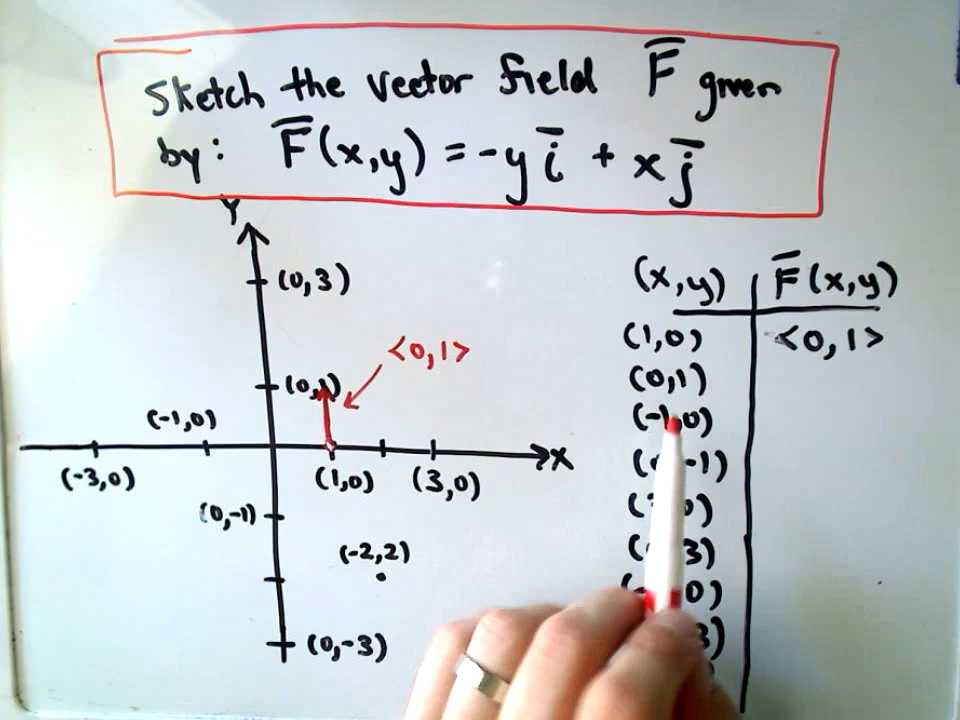 Sketch the vector field F̅ given
by: F̅(x,y) = -y i̅ + x j̅
Y
(0,3)
<0,1>
(0,1)
(-1,0)
X
(-3,0)
(1,0)
(3,0)
(0,-1)
(-2,2)
(0,-3)
(x,y) F̅(x,y)
(1,0) <0,1>
(0,1)
(-1,0)